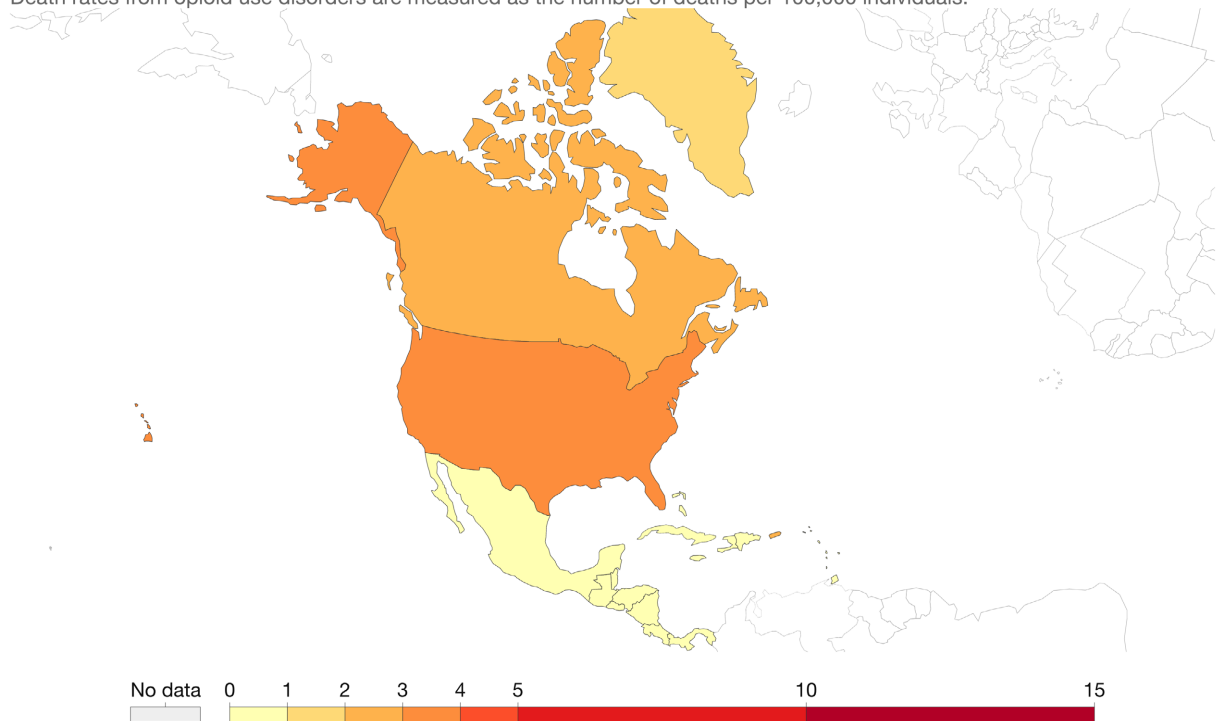 Death rates from opioid use disorders are measured as the number of deaths per 100,000 individuals.
No data 0 1 2 3 4 5 10 15